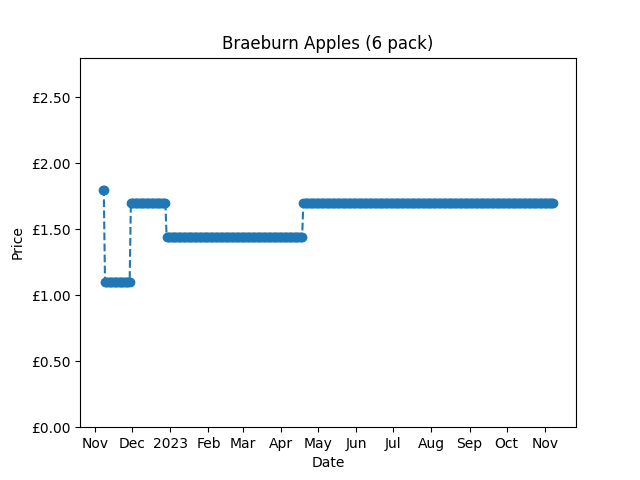 Braeburn Apples (6 pack)
£2.50
£2.00
£1.50
£1.00
£0.50
£0.00
Price
Nov Dec 2023 Feb Mar Apr May Jun Jul Aug Sep Oct Nov
Date